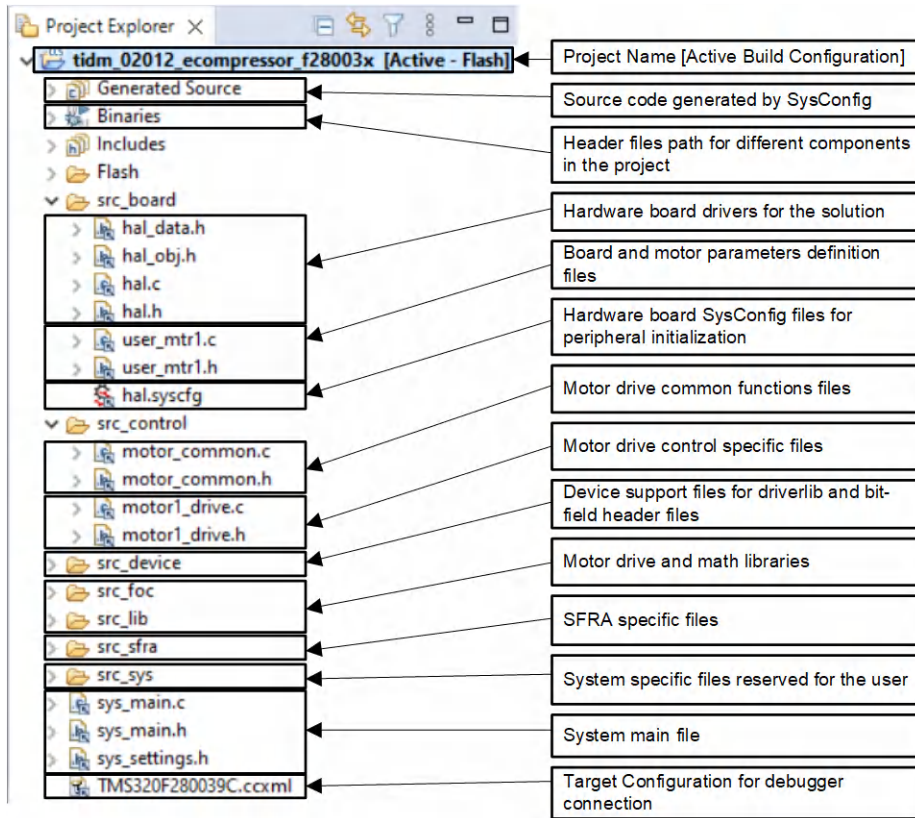 Project Explorer
tidm_02012_ecompressor_f28003x [Active - Flash]
Generated Source
Binaries
Includes
Flash
src_board
hal_data.h
hal_obj.h
hal.c
hal.h
user_mtr1.c
user_mtr1.h
hal.syscfg
src_control
motor_common.c
motor_common.h
motor1_drive.c
motor1_drive.h
src_device
src_foc
src_lib
src_sfra
src_sys
sys_main.c
sys_main.h
sys_settings.h
TMS320F280039C.ccxml
Project Name [Active Build Configuration]
Source code generated by SysConfig
Header files path for different components
in the project
Hardware board drivers for the solution
Board and motor parameters definition
files
Hardware board SysConfig files for
peripheral initialization
Motor drive common functions files
Motor drive control specific files
Device support files for driverlib and bit-
field header files
Motor drive and math libraries
SFRA specific files
System specific files reserved for the user
System main file
Target Configuration for debugger
connection